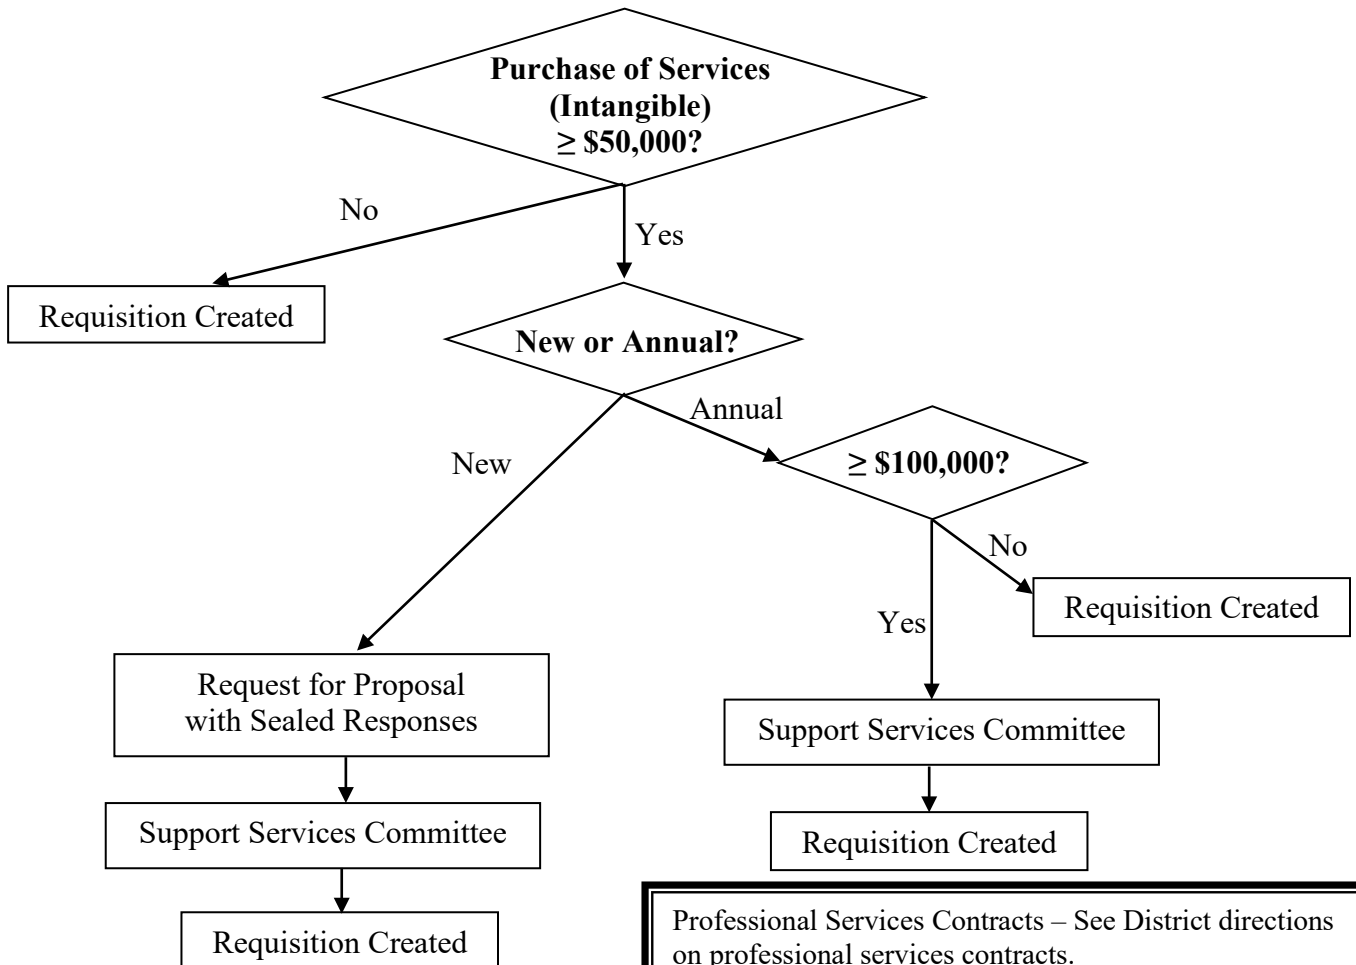 Purchase of Services
(Intangible)
≥ $50,000?
No
Yes
Requisition Created
New or Annual?
Annual
New
≥ $100,000?
No
Requisition Created
Yes
Request for Proposal
with Sealed Responses
Support Services Committee
Support Services Committee
Requisition Created
Requisition Created
Professional Services Contracts – See District directions
on professional services contracts.